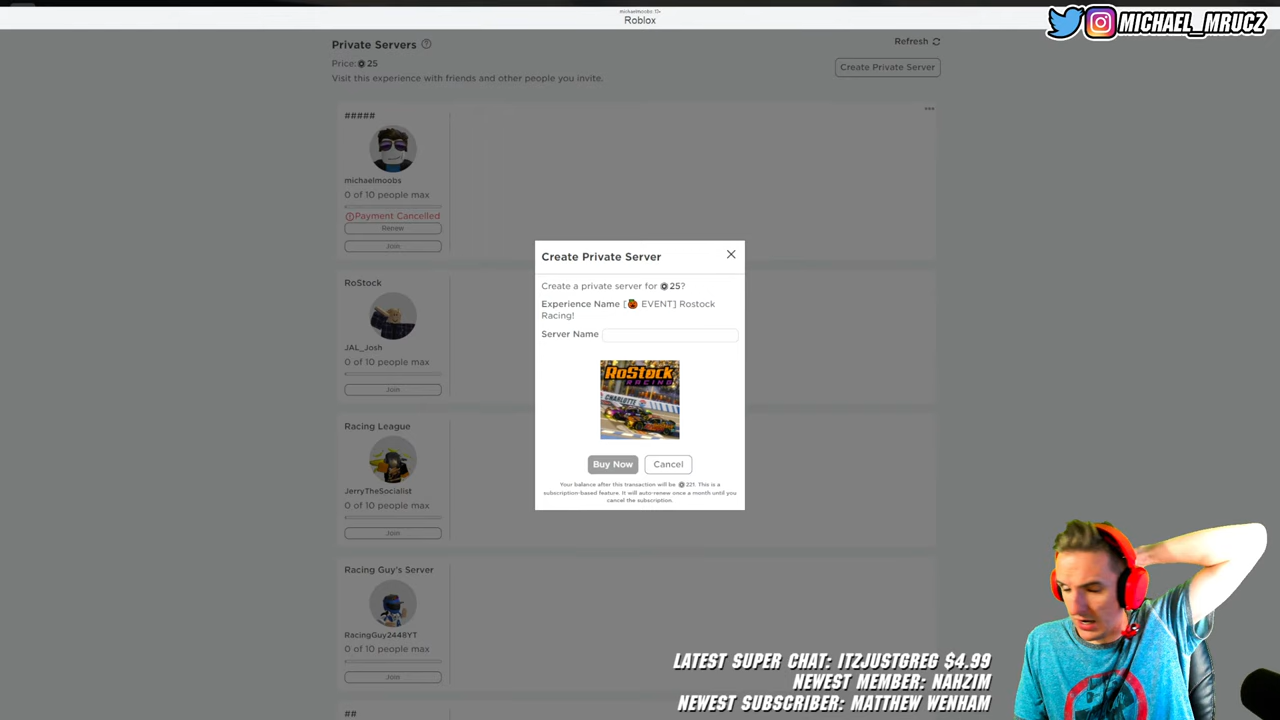 michaelmoobs: 13+
Roblox
MICHAEL_MRUCZ
Private Servers
Refresh
Price: 25
Visit this experience with friends and other people you invite.
Create Private Server
#####
michaelmoobs
0 of 10 people max
Payment Cancelled
Renew
Join
RoStock
JAL_Josh
0 of 10 people max
Join
Racing League
JerryTheSocialist
0 of 10 people max
Join
Racing Guy's Server
RacingGuy2448YT
0 of 10 people max
Join
##
Create Private Server
Create a private server for 25?
Experience Name [🎃 EVENT] Rostock
Racing!
Server Name
RoStock
RACING
CHARLOTTE
Buy Now
Cancel
Your balance after this transaction will be 221. This is a
subscription-based feature. It will auto-renew once a month until you
cancel the subscription.
LATEST SUPER CHAT: ITZJUSTGREG $4.99
NEWEST MEMBER: NAHZIM
NEWEST SUBSCRIBER: MATTHEW WENHAM